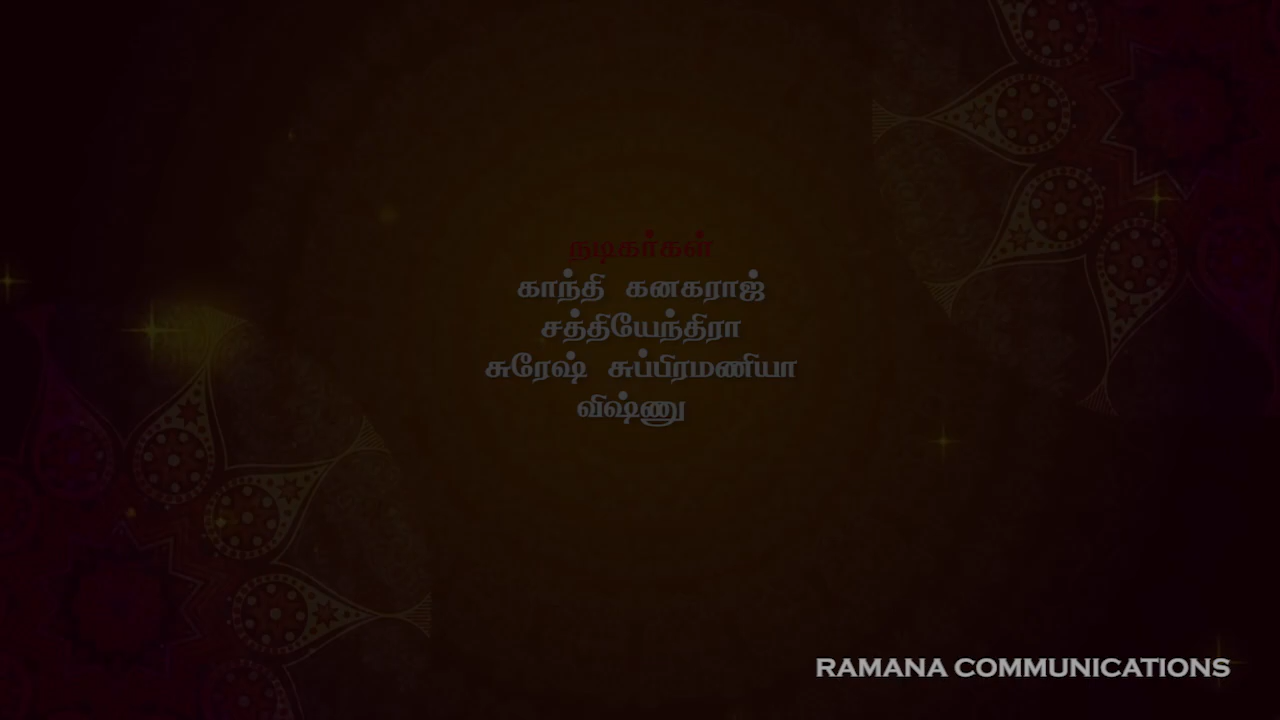 நடிகர்கள்
காந்தி கனகராஜ்
சத்தியேந்திரா
சுரேஷ் சுப்பிரமணியா
விஷ்ணு
RAMANA COMMUNICATIONS